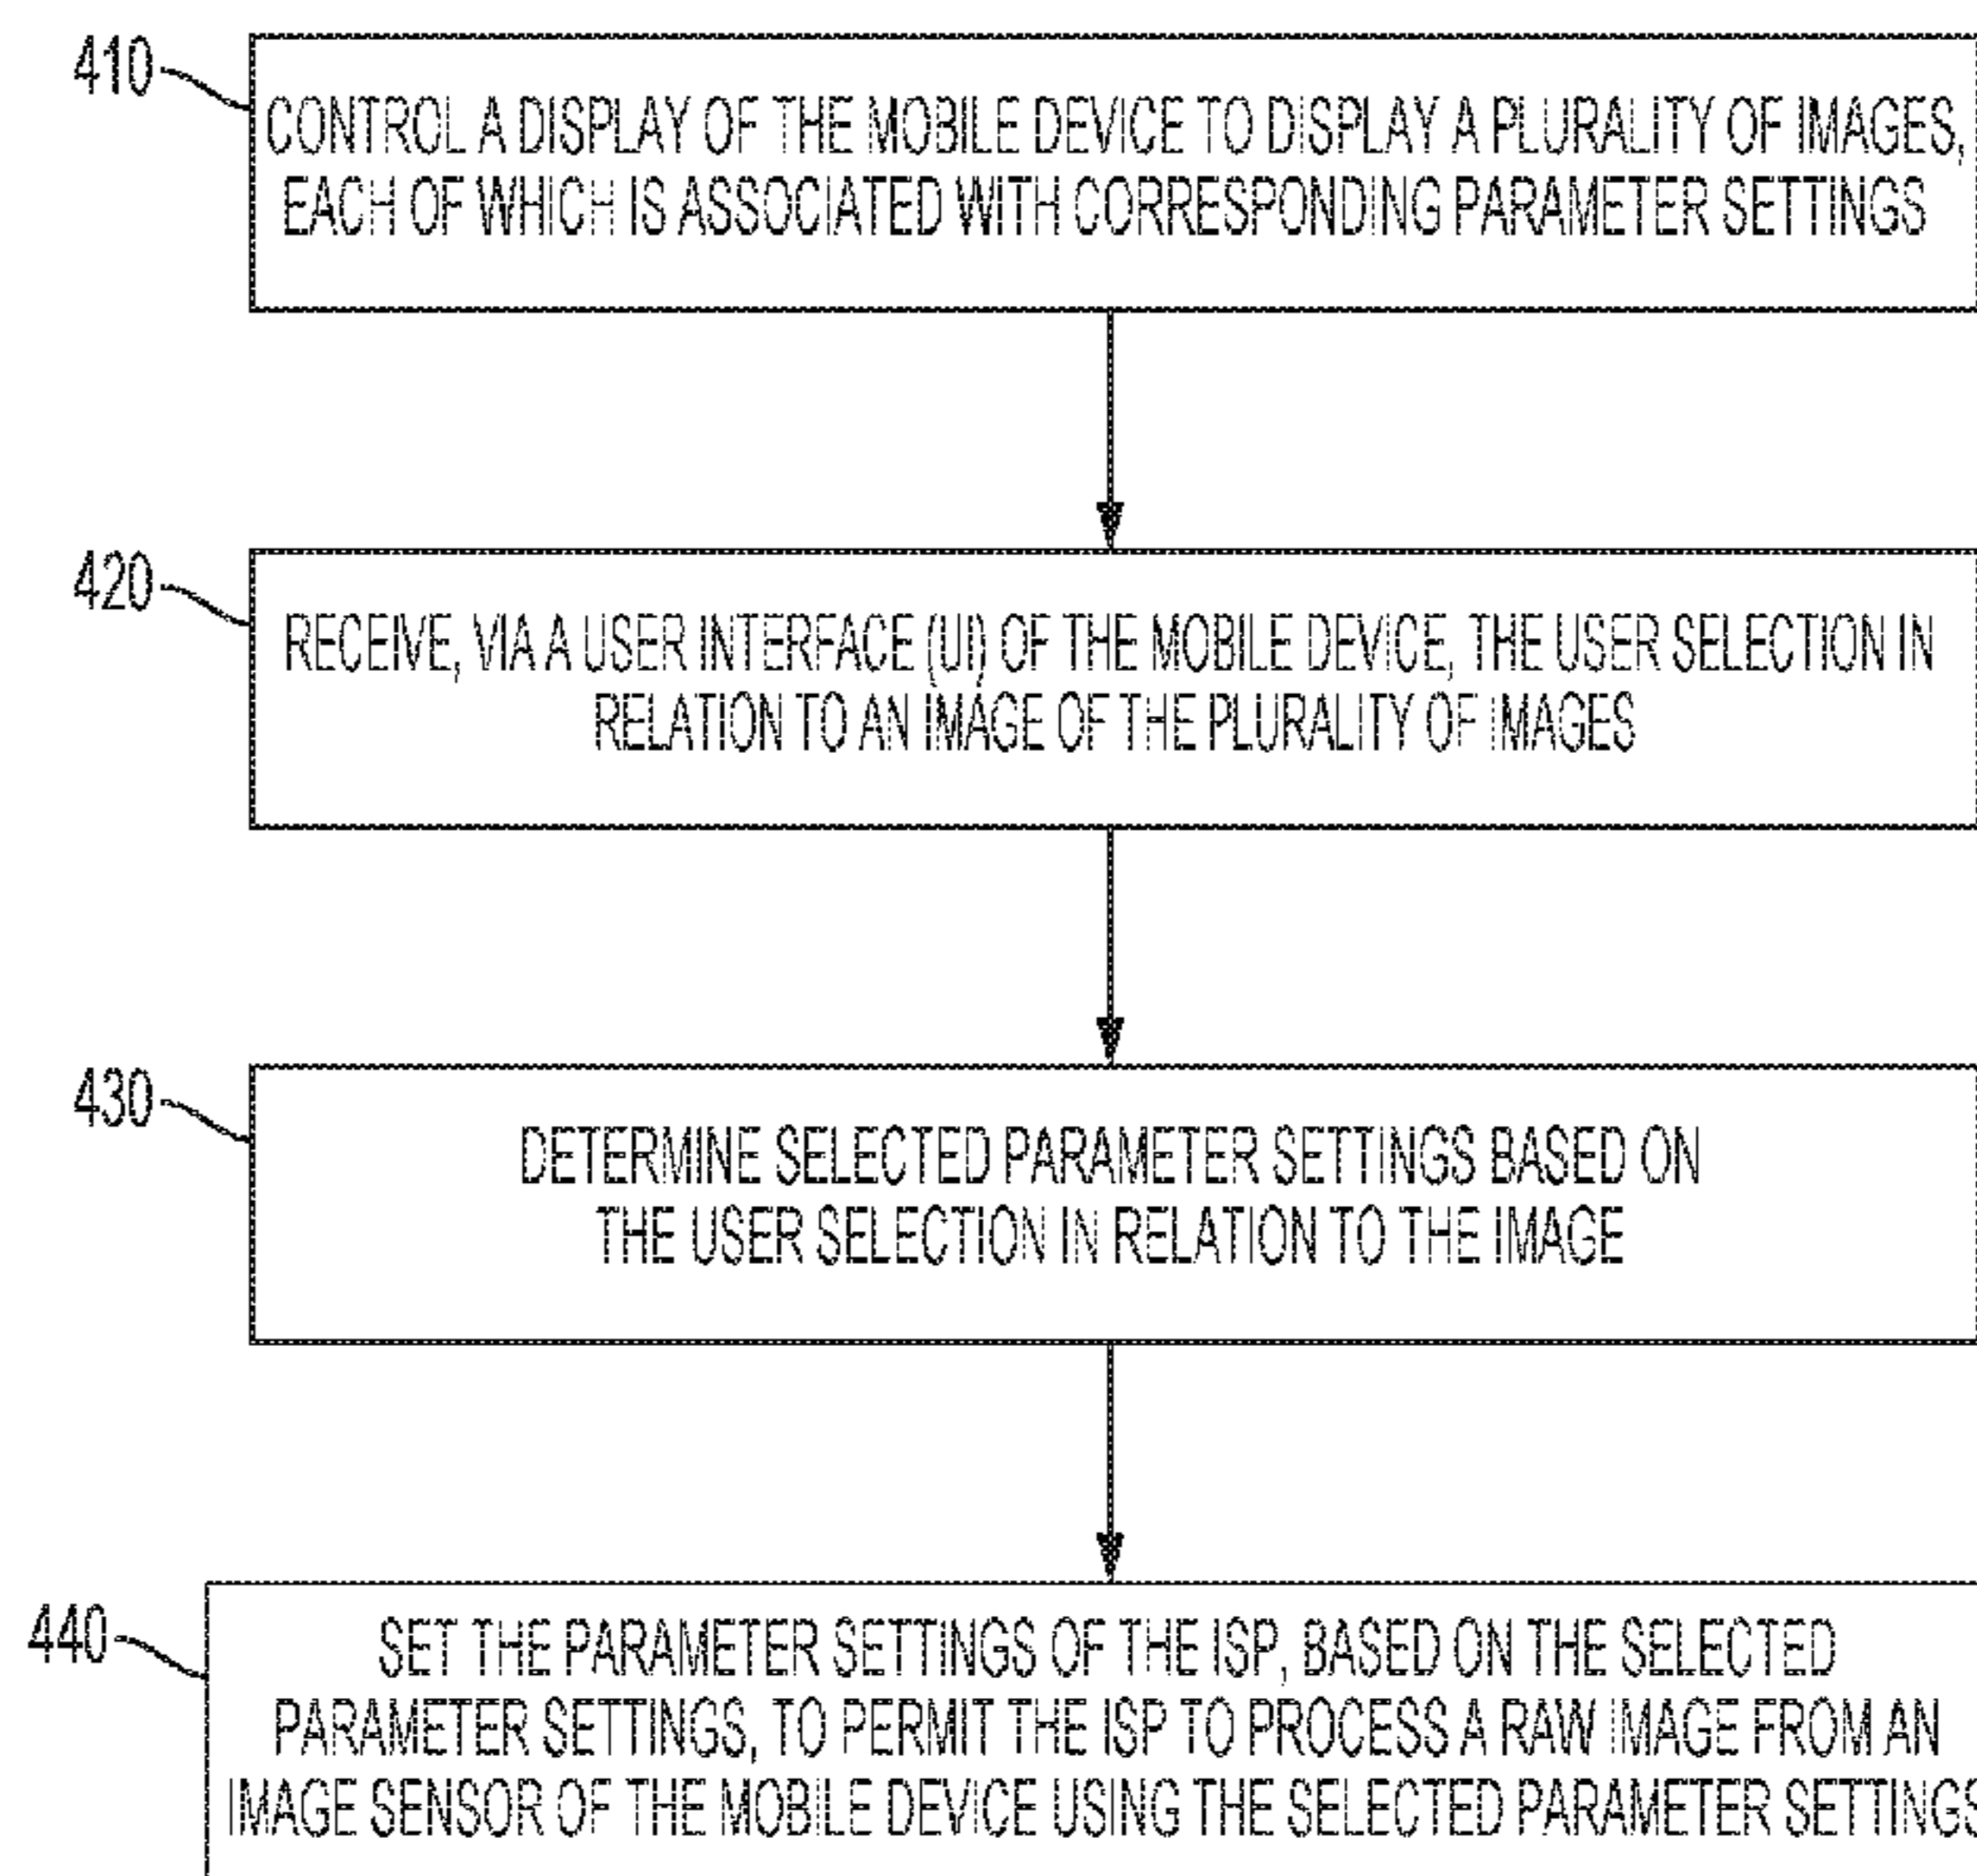 410
CONTROL A DISPLAY OF THE MOBILE DEVICE TO DISPLAY A PLURALITY OF IMAGES,
EACH OF WHICH IS ASSOCIATED WITH CORRESPONDING PARAMETER SETTINGS
420
RECEIVE, VIA A USER INTERFACE (UI) OF THE MOBILE DEVICE, THE USER SELECTION IN
RELATION TO AN IMAGE OF THE PLURALITY OF IMAGES
430
DETERMINE SELECTED PARAMETER SETTINGS BASED ON
THE USER SELECTION IN RELATION TO THE IMAGE
440
SET THE PARAMETER SETTINGS OF THE ISP, BASED ON THE SELECTED
PARAMETER SETTINGS, TO PERMIT THE ISP TO PROCESS A RAW IMAGE FROM AN
IMAGE SENSOR OF THE MOBILE DEVICE USING THE SELECTED PARAMETER SETTINGS